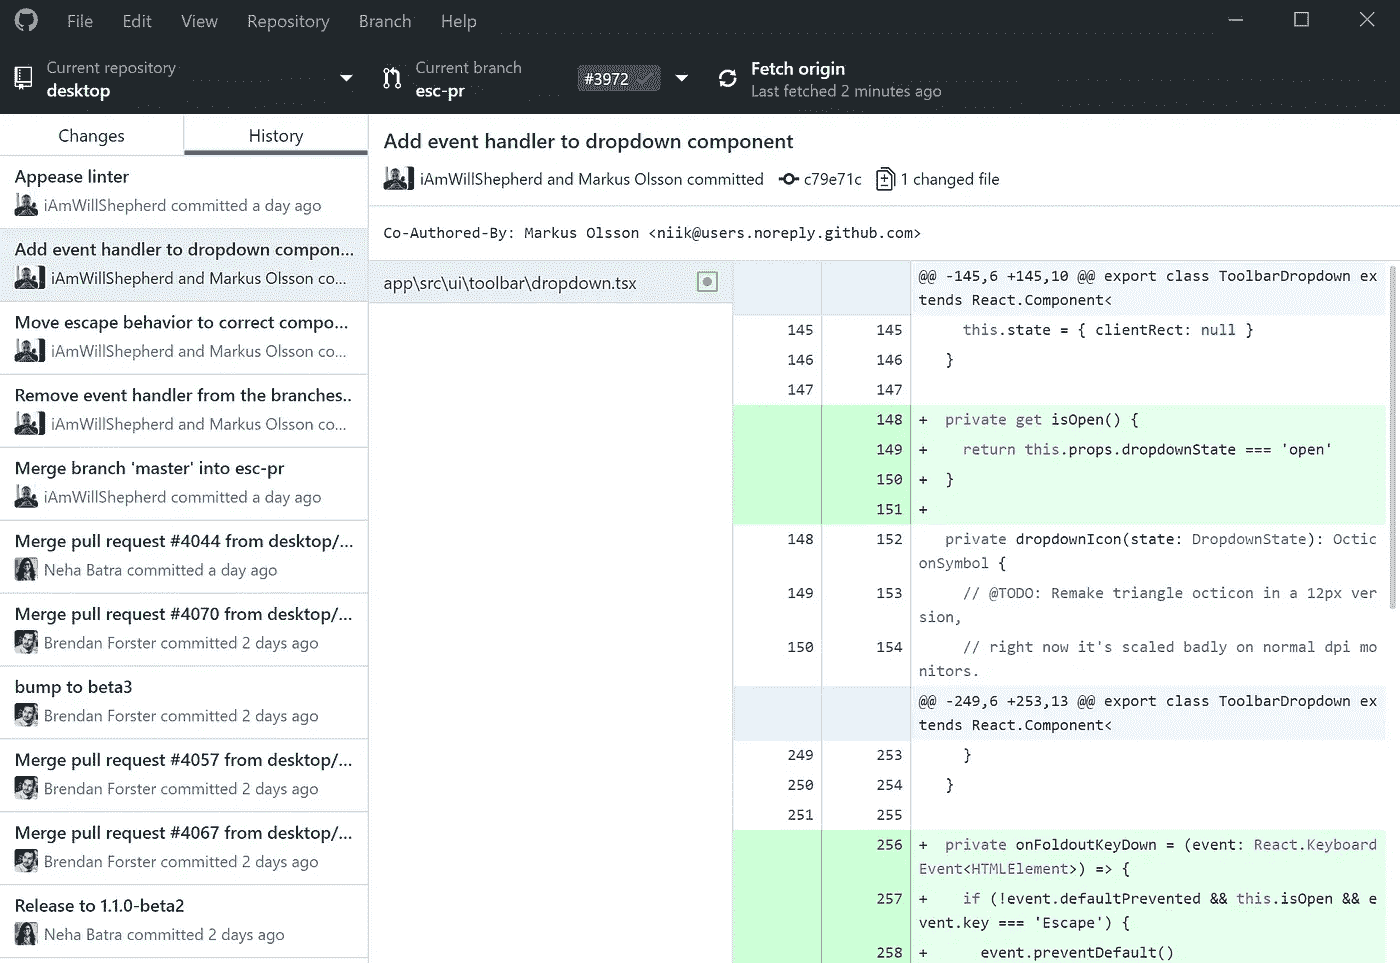 File Edit View Repository Branch Help
Current repository
desktop
Current branch
esc-pr
#3972
Fetch origin
Last fetched 2 minutes ago
Changes
History
Appease linter
iAmWillShepherd committed a day ago
Add event handler to dropdown compon...
iAmWillShepherd and Markus Olsson co...
Move escape behavior to correct compo...
iAmWillShepherd and Markus Olsson co...
Remove event handler from the branches..
iAmWillShepherd and Markus Olsson co...
Merge branch 'master' into esc-pr
iAmWillShepherd committed a day ago
Merge pull request #4044 from desktop/...
Neha Batra committed a day ago
Merge pull request #4070 from desktop/...
Brendan Forster committed 2 days ago
bump to beta3
Brendan Forster committed 2 days ago
Merge pull request #4057 from desktop/...
Brendan Forster committed 2 days ago
Merge pull request #4067 from desktop/...
Brendan Forster committed 2 days ago
Release to 1.1.0-beta2
Neha Batra committed 2 days ago
Add event handler to dropdown component
iAmWillShepherd and Markus Olsson committed c79e71c 1 changed file
Co-Authored-By: Markus Olsson <niik@users.noreply.github.com>
app\src\ui\toolbar\dropdown.tsx
@@ -145,6 +145,10 @@ export class ToolbarDropdown ex
tends React.Component<
145 145 this.state = { clientRect: null }
146 146 }
147 147
148 + private get isOpen() {
149 + return this.props.dropdownState === 'open'
150 + }
151 +
148 152 private dropdownIcon(state: DropdownState): Octic
onSymbol {
149 153 // @TODO: Remake triangle octicon in a 12px ver
sion,
150 154 // right now it's scaled badly on normal dpi mo
nitors.
@@ -249,6 +253,13 @@ export class ToolbarDropdown ex
tends React.Component<
249 253 }
250 254 }
251 255
256 + private onFoldoutKeyDown = (event: React.Keyboard
Event<HTMLElement>) => {
257 + if (!event.defaultPrevented && this.isOpen && e
vent.key === 'Escape') {
258 + event.preventDefault()